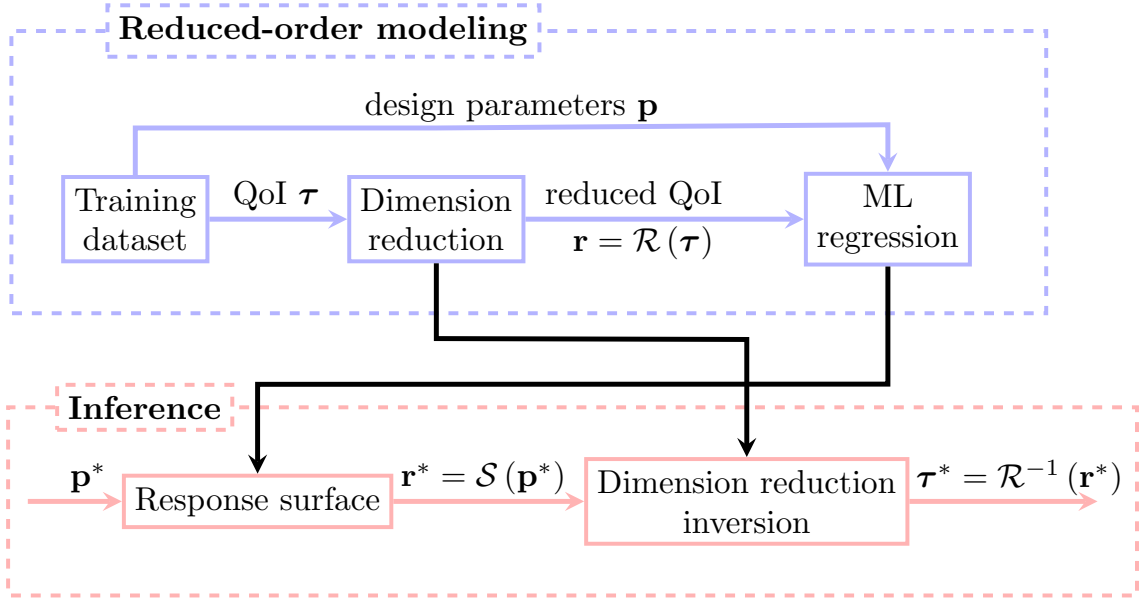 Reduced-order modeling
design parameters p
Training
dataset
QoI τ
Dimension
reduction
reduced QoI
r = R (τ)
ML
regression
Inference
p*
Response surface
r* = S (p*)
Dimension reduction
inversion
τ* = R⁻¹ (r*)